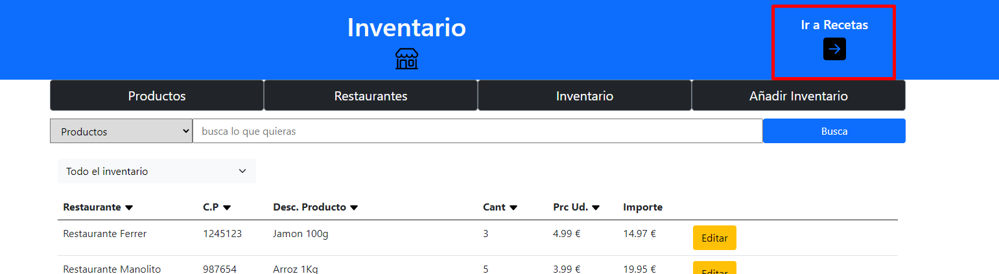 Inventario
Ir a Recetas
Productos Restaurantes Inventario Añadir Inventario
Productos busca lo que quieras Busca
Todo el inventario
Restaurante C.P Desc. Producto Cant Prc Ud. Importe
Restaurante Ferrer 1245123 Jamon 100g 3 4.99 € 14.97 € Editar
Restaurante Manolito 987654 Arroz 1Kg 5 3.99 € 19.95 € Editar